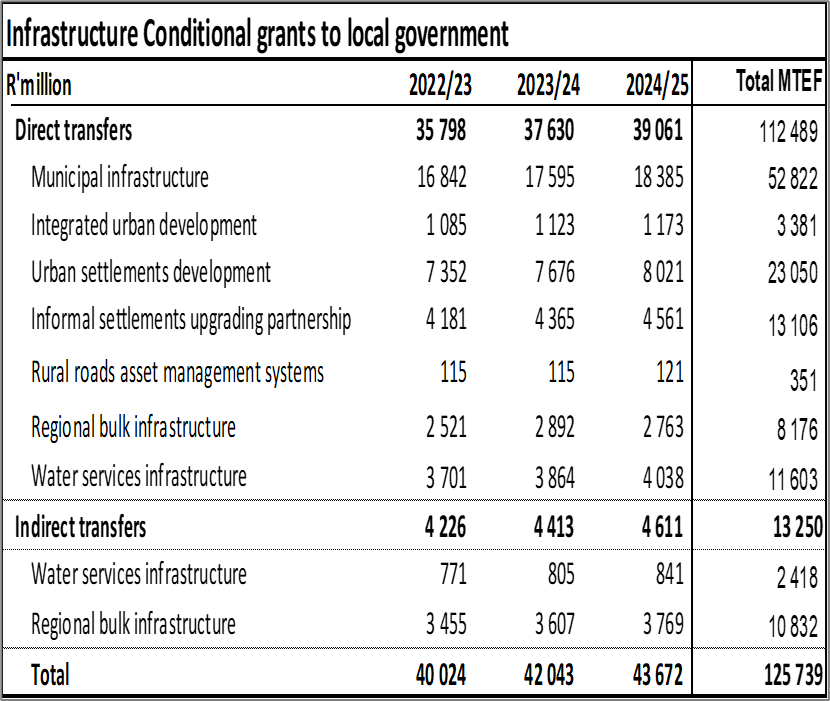 Infrastructure Conditional grants to local government
R'million 2022/23 2023/24 2024/25 Total MTEF
Direct transfers 35 798 37 630 39 061 112 489
Municipal infrastructure 16 842 17 595 18 385 52 822
Integrated urban development 1 085 1 123 1 173 3 381
Urban settlements development 7 352 7 676 8 021 23 050
Informal settlements upgrading partnership 4 181 4 365 4 561 13 106
Rural roads asset management systems 115 115 121 351
Regional bulk infrastructure 2 521 2 892 2 763 8 176
Water services infrastructure 3 701 3 864 4 038 11 603
Indirect transfers 4 226 4 413 4 611 13 250
Water services infrastructure 771 805 841 2 418
Regional bulk infrastructure 3 455 3 607 3 769 10 832
Total 40 024 42 043 43 672 125 739